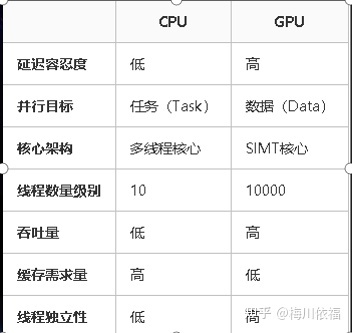 CPU GPU
延迟容忍度 低 高
并行目标 任务（Task） 数据（Data）
核心架构 多线程核心 SIMT核心
线程数量级别 10 10000
吞吐量 低 高
缓存需求量 高 低
线程独立性 低 高
知乎 @梅川依福